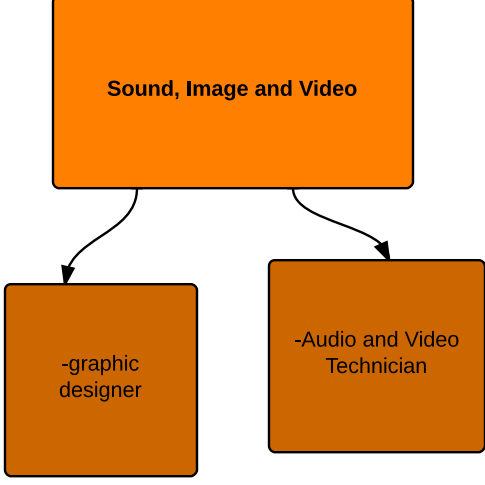 Sound, Image and Video
-graphic
designer
-Audio and Video
Technician